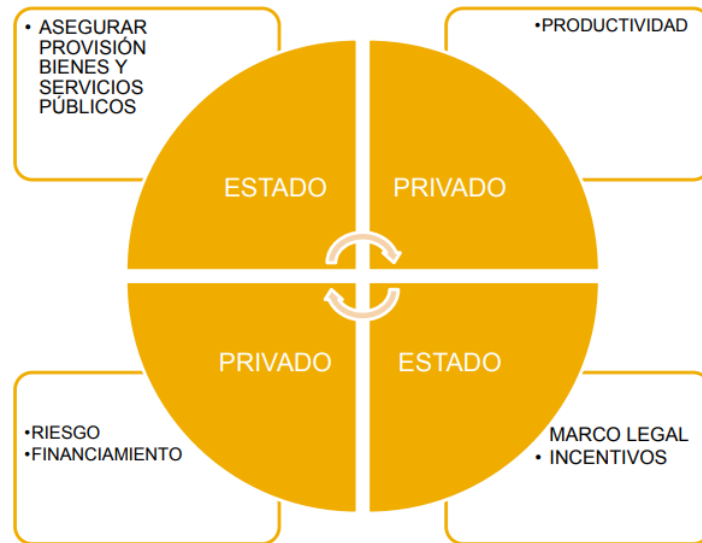 • ASEGURAR
PROVISIÓN
BIENES Y
SERVICIOS
PÚBLICOS
•PRODUCTIVIDAD
ESTADO
PRIVADO
PRIVADO
ESTADO
•RIESGO
•FINANCIAMIENTO
MARCO LEGAL
• INCENTIVOS